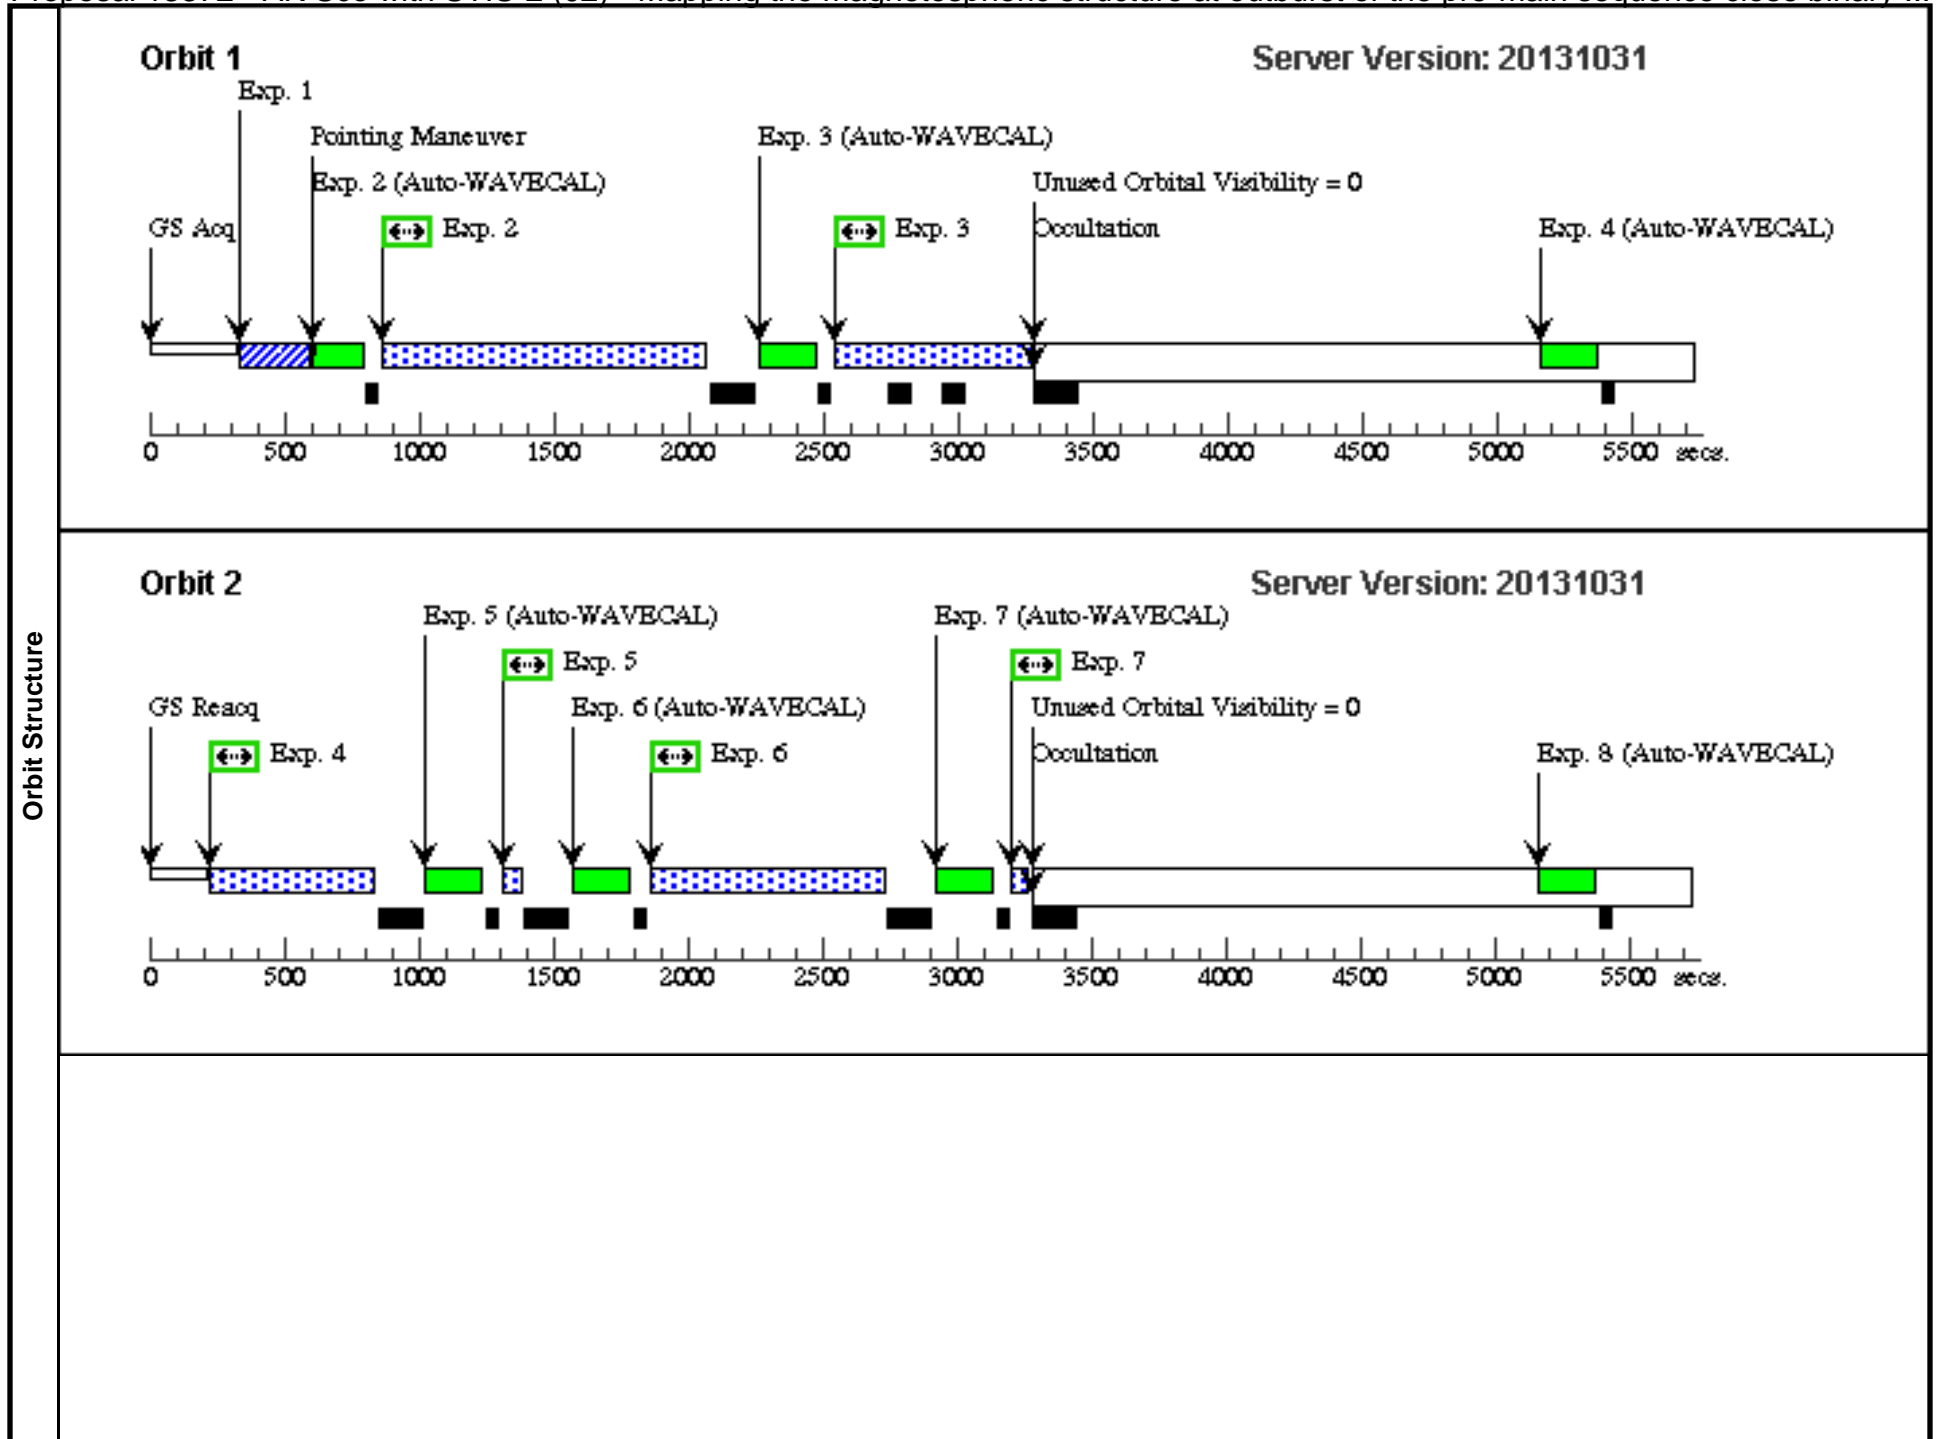 Orbit Structure
Orbit 1
Server Version: 20131031
Exp. 1
Pointing Maneuver
Exp. 3 (Auto-WAVECAL)
Exp. 2 (Auto-WAVECAL)
Unused Orbital Visibility = 0
GS Acq
Exp. 2
Exp. 3
Occultation
Exp. 4 (Auto-WAVECAL)
0 500 1000 1500 2000 2500 3000 3500 4000 4500 5000 5500 secs.
Orbit 2
Server Version: 20131031
Exp. 5 (Auto-WAVECAL)
Exp. 7 (Auto-WAVECAL)
Exp. 5
Exp. 7
GS Reacq
Exp. 6 (Auto-WAVECAL)
Unused Orbital Visibility = 0
Exp. 4
Exp. 6
Occultation
Exp. 8 (Auto-WAVECAL)
0 500 1000 1500 2000 2500 3000 3500 4000 4500 5000 5500 secs.